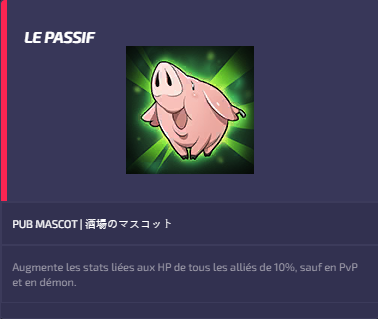 LE PASSIF
PUB MASCOT | 酒場のマスコット
Augmente les stats liées aux HP de tous les alliés de 10%, sauf en PvP
et en démon.